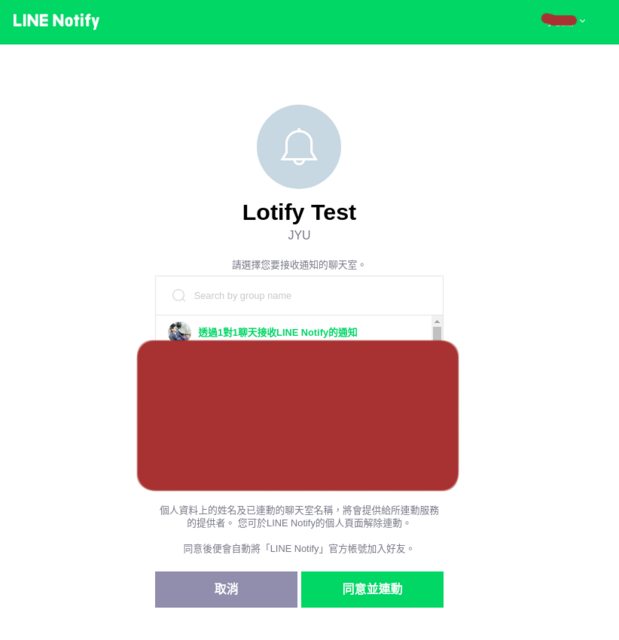 LINE Notify
Lotify Test
JYU
請選擇您要接收通知的聊天室。
Search by group name
透過1對1聊天接收LINE Notify的通知
個人資料上的姓名及已連動的聊天室名稱，將會提供給所連動服務
的提供者。 您可於LINE Notify的個人頁面解除連動。
同意後便會自動將「LINE Notify」官方帳號加入好友。
取消
同意並連動